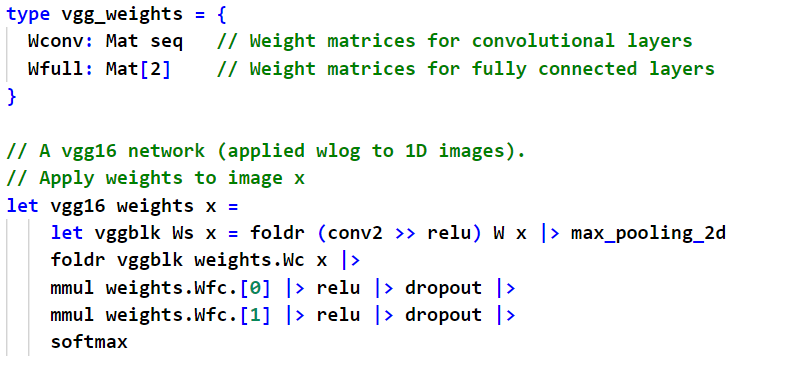 type vgg_weights = {
  Wconv: Mat seq   // Weight matrices for convolutional layers
  Wfull: Mat[2]    // Weight matrices for fully connected layers
}

// A vgg16 network (applied wlog to 1D images).
// Apply weights to image x
let vgg16 weights x =
    let vggblk Ws x = foldr (conv2 >> relu) W x |> max_pooling_2d
    foldr vggblk weights.Wc x |>
    mmul weights.Wfc.[0] |> relu |> dropout |>
    mmul weights.Wfc.[1] |> relu |> dropout |>
    softmax